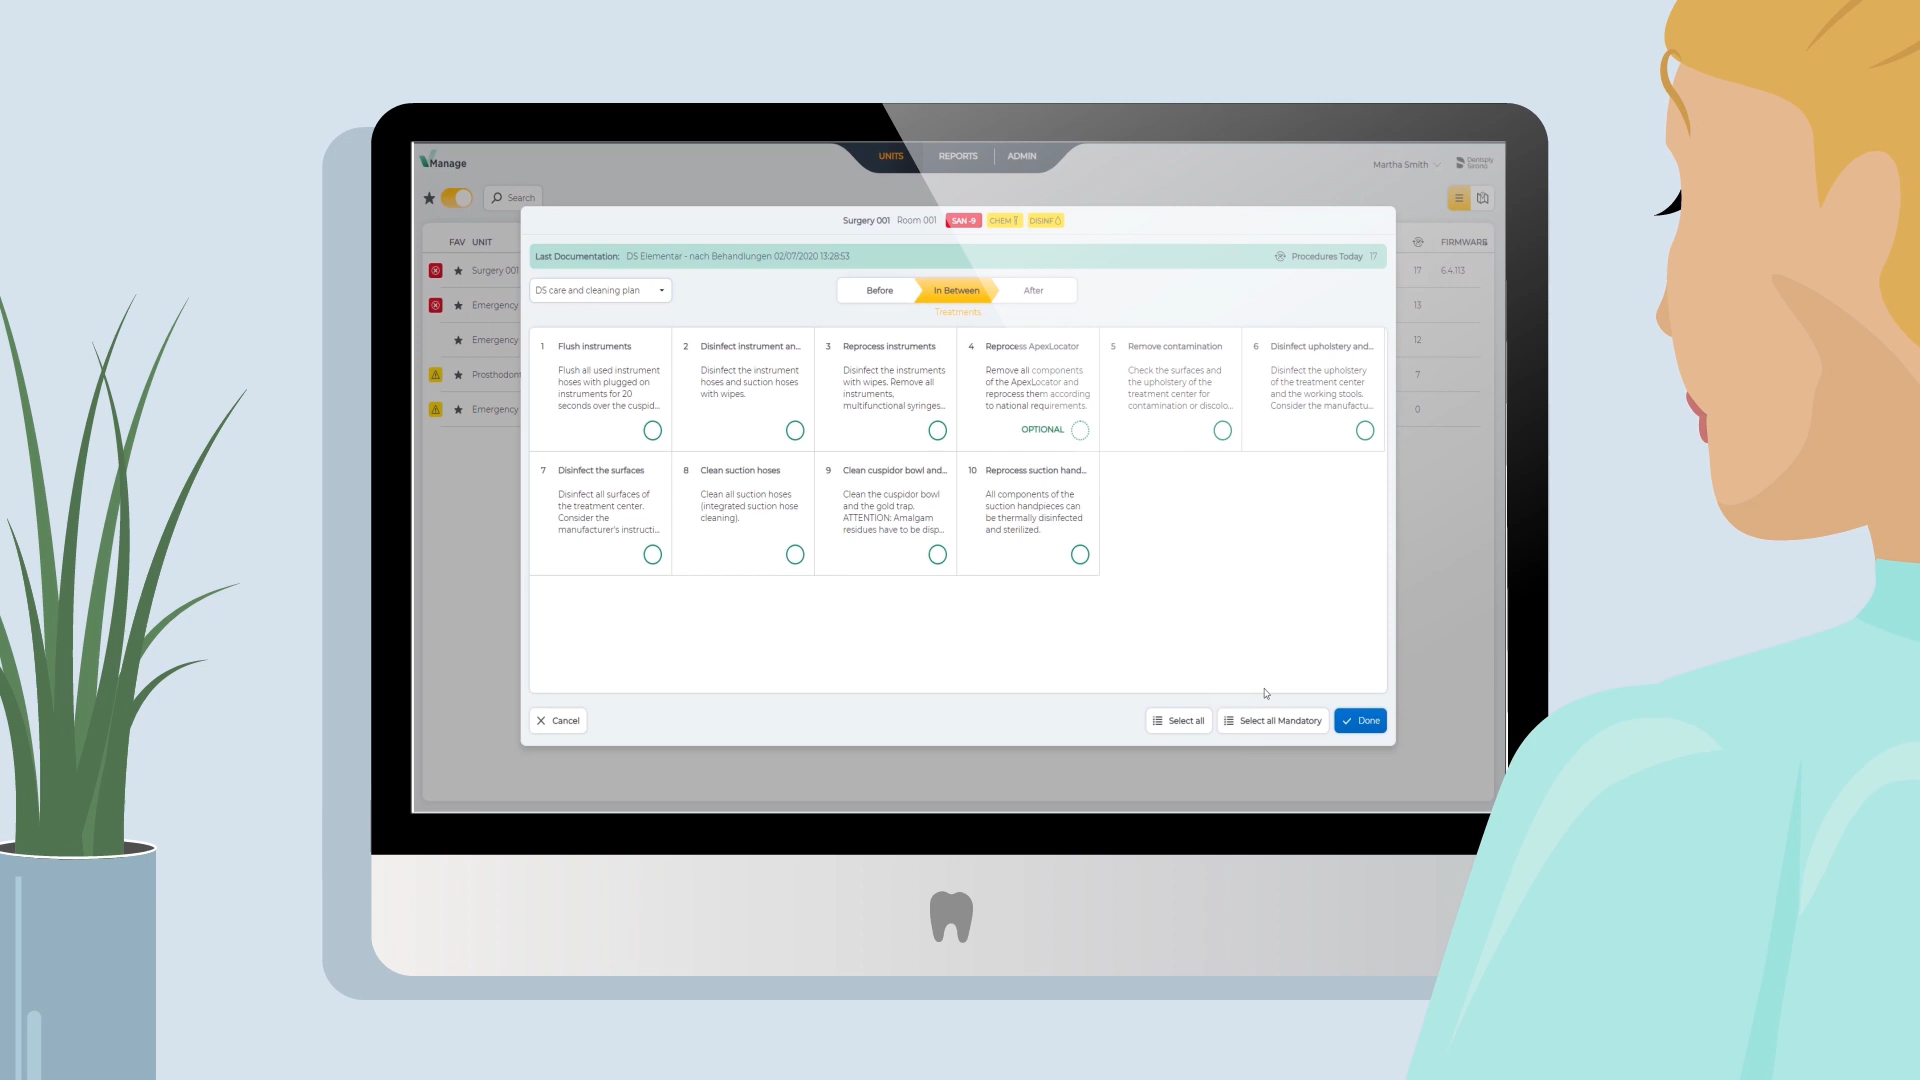 Manage
UNITS
REPORTS
ADMIN
Martha Smith
Dentsply
Sirona
Search
Surgery 001 Room 001 SAN -9 CHEM DISINF
FAV UNIT
FIRMWARE
Last Documentation: DS Elementar - nach Behandlungen 02/07/2020 13:28:53
Procedures Today 17
Surgery 001
17 6.4.113
DS care and cleaning plan
Before
In Between
After
Treatments
Emergency
13
Emergency
12
Prosthodon
7
Emergency
0
1 Flush instruments
Flush all used instrument
hoses with plugged on
instruments for 20
seconds over the cuspid...
2 Disinfect instrument an...
Disinfect the instrument
hoses and suction hoses
with wipes.
3 Reprocess instruments
Disinfect the instruments
with wipes. Remove all
instruments,
multifunctional syringes...
4 Reprocess ApexLocator
Remove all components
of the ApexLocator and
reprocess them according
to national requirements.
OPTIONAL
5 Remove contamination
Check the surfaces and
the upholstery of the
treatment center for
contamination or discolo...
6 Disinfect upholstery and...
Disinfect the upholstery
of the treatment center
and the working stools.
Consider the manufactu...
7 Disinfect the surfaces
Disinfect all surfaces of
the treatment center.
Consider the
manufacturer's instructi...
8 Clean suction hoses
Clean all suction hoses
(integrated suction hose
cleaning).
9 Clean cuspidor bowl and...
Clean the cuspidor bowl
and the gold trap.
ATTENTION: Amalgam
residues have to be disp...
10 Reprocess suction hand...
All components of the
suction handpieces can
be thermally disinfected
and sterilized.
Cancel
Select all
Select all Mandatory
Done